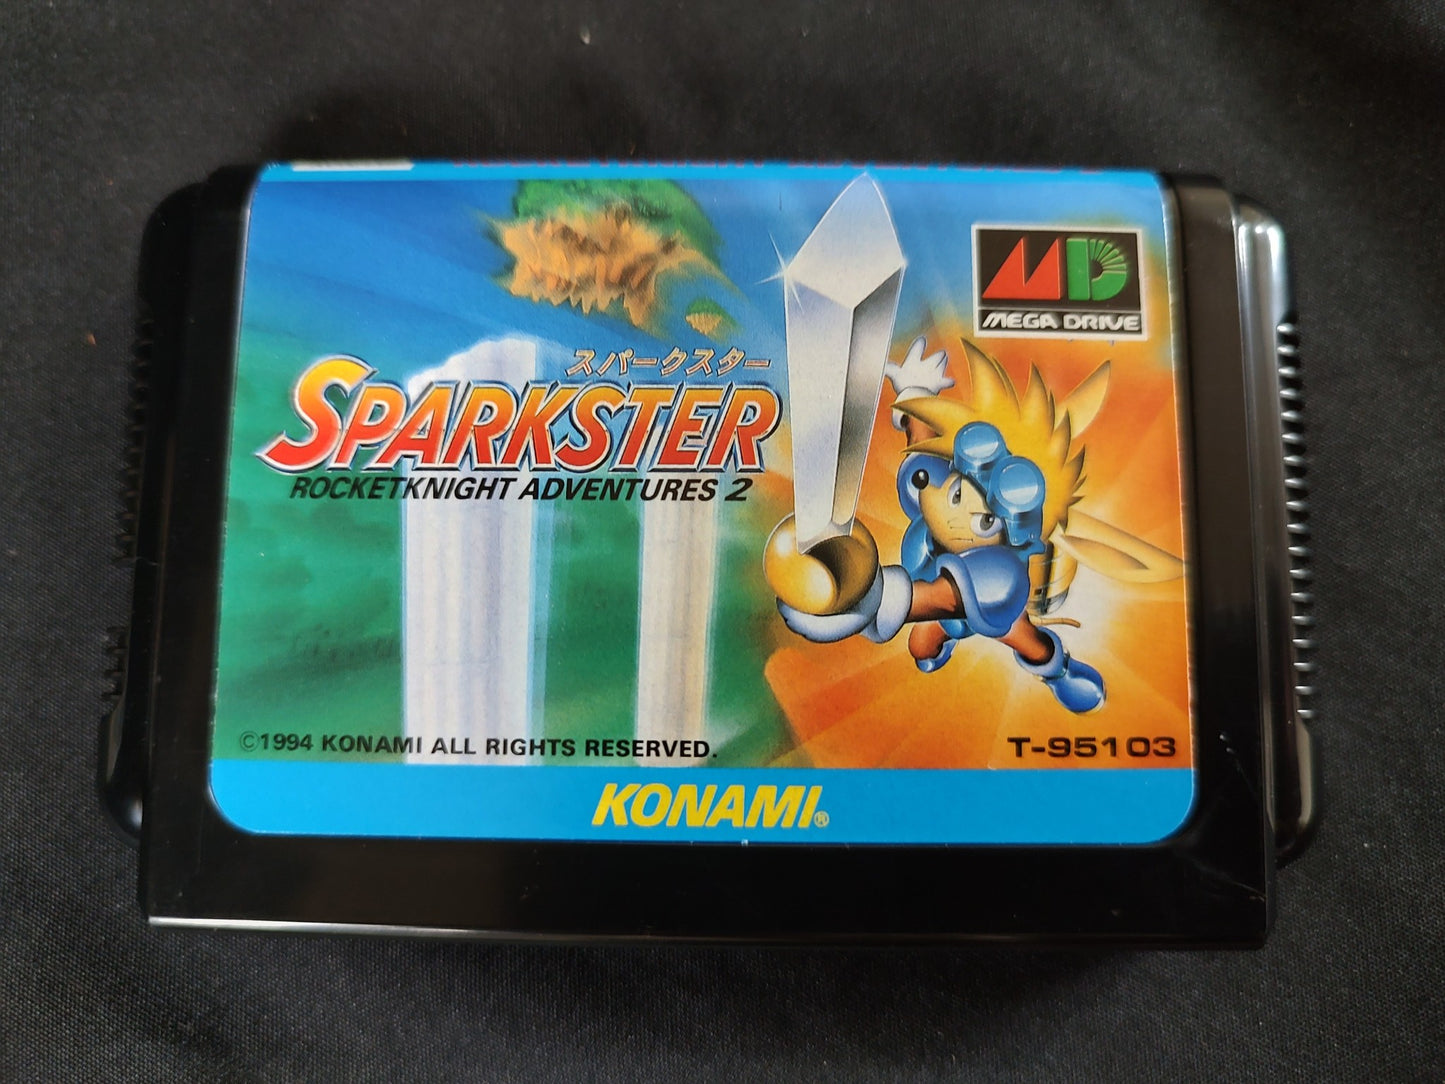 MD
MEGA DRIVE
スパークスター
SPARKSTER
ROCKETKNIGHT ADVENTURES 2
©1994 KONAMI ALL RIGHTS RESERVED.
T-95103
KONAMI®